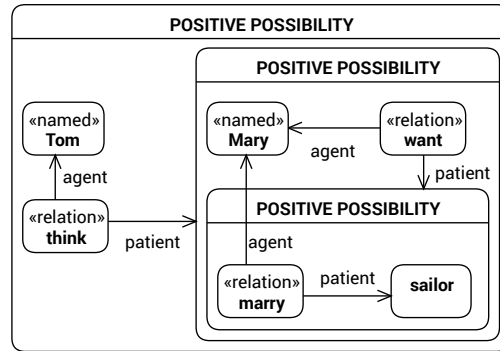 POSITIVE POSSIBILITY
POSITIVE POSSIBILITY
«named»
Tom
«named»
Mary
«relation»
want
agent
agent
patient
«relation»
think
patient
POSITIVE POSSIBILITY
agent
«relation»
marry
patient
sailor